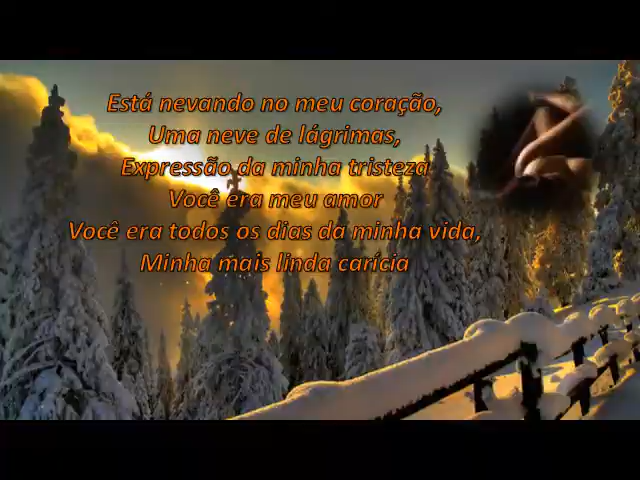 Está nevando no meu coração,
Uma neve de lágrimas,
Expressão da minha tristeza
Você era meu amor
Você era todos os dias da minha vida,
Minha mais linda carícia